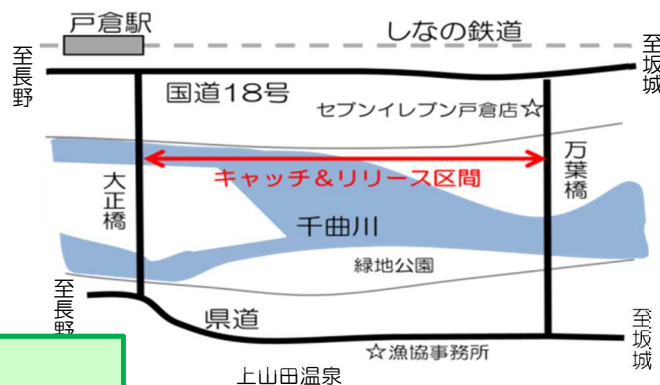 戸倉駅
しなの鉄道
至長野
至坂城
国道18号
セブンイレブン戸倉店☆
キャッチ&リリース区間
大正橋
万葉橋
千曲川
緑地公園
至長野
県道
至坂城
☆漁協事務所
上山田温泉